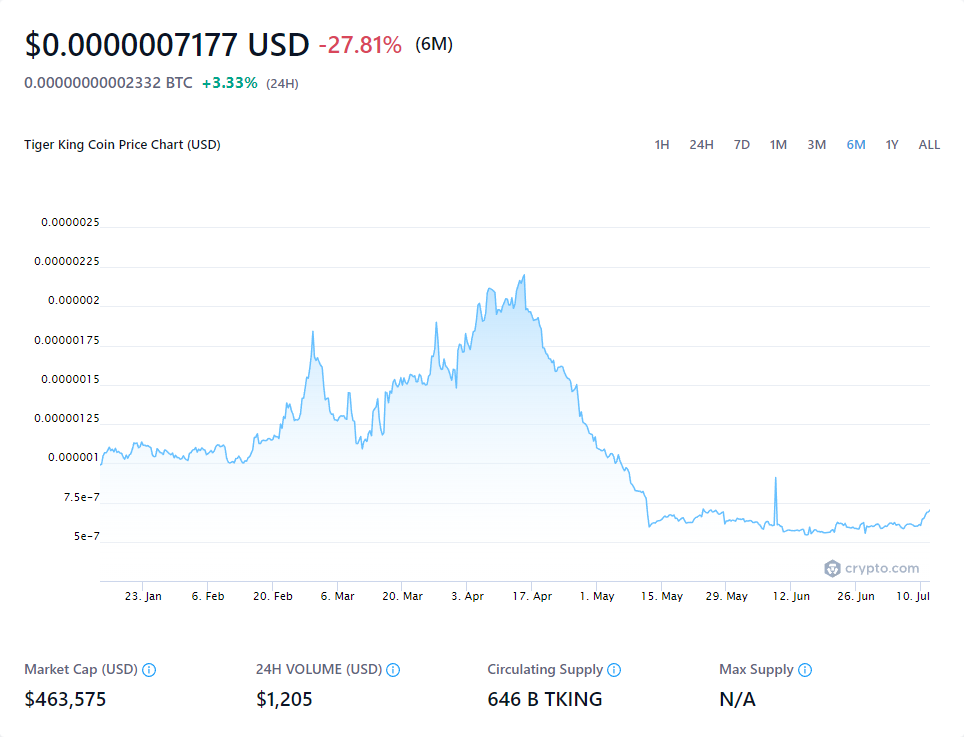 $0.0000007177 USD -27.81% (6M)
0.00000000002332 BTC +3.33% (24H)
Tiger King Coin Price Chart (USD) 1H 24H 7D 1M 3M 6M 1Y ALL
0.0000025
0.00000225
0.000002
0.00000175
0.0000015
0.00000125
0.000001
7.5e-7
5e-7
crypto.com
23. Jan 6. Feb 20. Feb 6. Mar 20. Mar 3. Apr 17. Apr 1. May 15. May 29. May 12. Jun 26. Jun 10. Jul
Market Cap (USD) 24H VOLUME (USD) Circulating Supply Max Supply
$463,575 $1,205 646 B TKING N/A